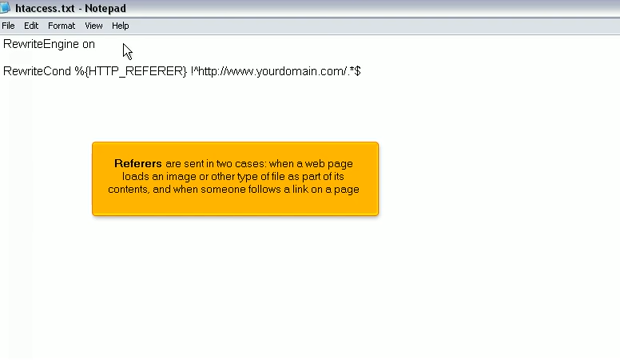 htaccess.txt - Notepad
File Edit Format View Help
RewriteEngine on
RewriteCond %{HTTP_REFERER} !^http://www.yourdomain.com/.*$
Referers are sent in two cases: when a web page
loads an image or other type of file as part of its
contents, and when someone follows a link on a page